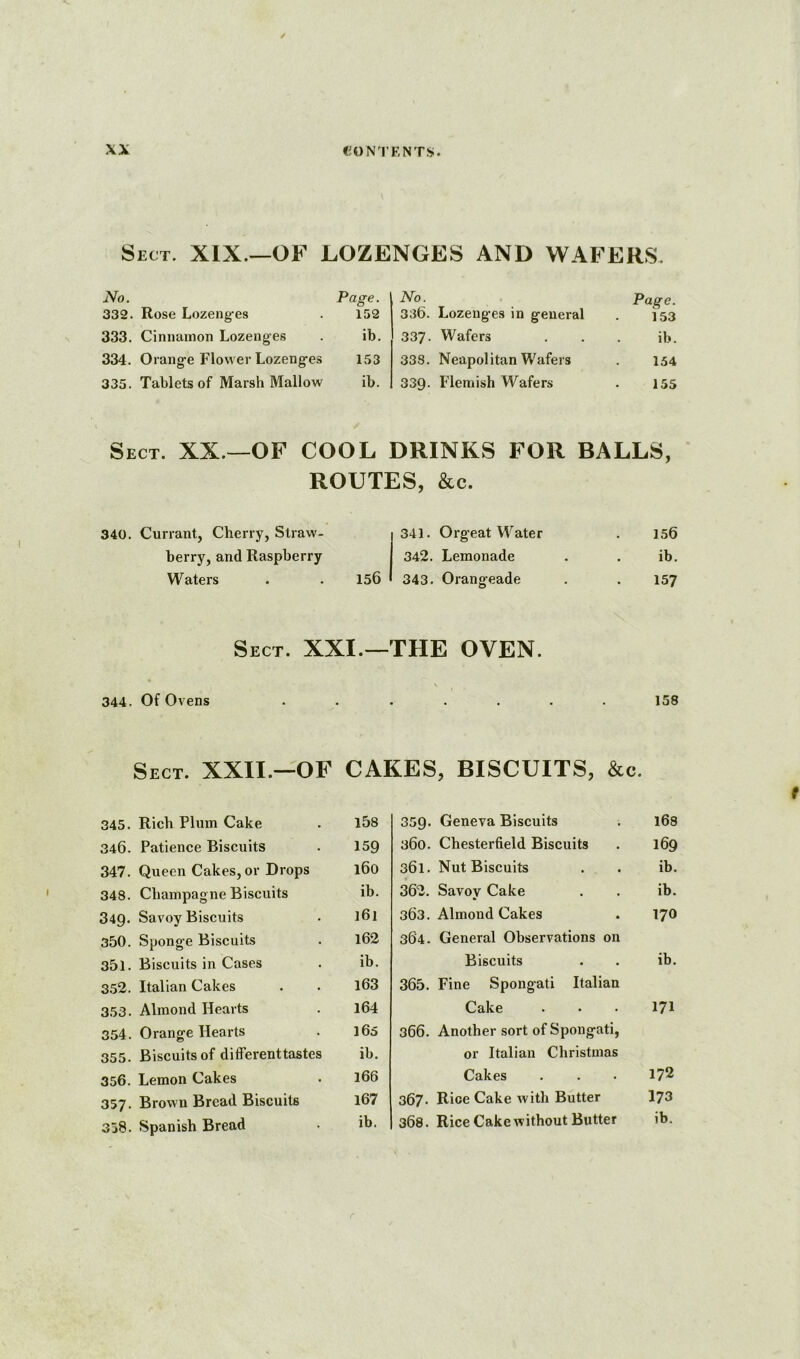 XX CONTENTS.
SECT. XIX.—OF LOZENGES AND WAFERS.
No. Page.
332. Rose Lozenges . 152
333. Cinnamon Lozenges . ib.
334. Orange Flower Lozenges 153
335. Tablets of Marsh Mallow ib.
No. Page.
336. Lozenges in general . 153
337. Wafers . . . ib.
338. Neapolitan Wafers . 154
339. Flemish Wafers . 155
SECT. XX.—OF COOL DRINKS FOR BALLS,
ROUTES, &c.
340. Currant, Cherry, Straw-
berry, and Raspberry
Waters . . 156
341. Orgeat Water . 156
342. Lemonade . . ib.
343. Orangeade . . 157
SECT. XXI.—THE OVEN.
344. Of Ovens . . . . . . . 158
SECT. XXII.—OF CAKES, BISCUITS, &c.
345. Rich Plum Cake . 158
346. Patience Biscuits . 159
347. Queen Cakes, or Drops 160
348. Champagne Biscuits ib.
349. Savoy Biscuits . 161
350. Sponge Biscuits . 162
351. Biscuits in Cases . ib.
352. Italian Cakes . . 163
353. Almond Hearts . 164
354. Orange Hearts . 165
355. Biscuits of different tastes ib.
356. Lemon Cakes . 166
357. Brown Bread Biscuits 167
358. Spanish Bread . ib.
359. Geneva Biscuits . 168
360. Chesterfield Biscuits . 169
361. Nut Biscuits . . ib.
362. Savoy Cake . . ib.
363. Almond Cakes . 170
364. General Observations on
Biscuits . . ib.
365. Fine Spongati Italian
Cake . . . 171
366. Another sort of Spongati,
or Italian Christmas
Cakes . . . 172
367. Rice Cake with Butter 173
368. Rice Cake without Butter ib.